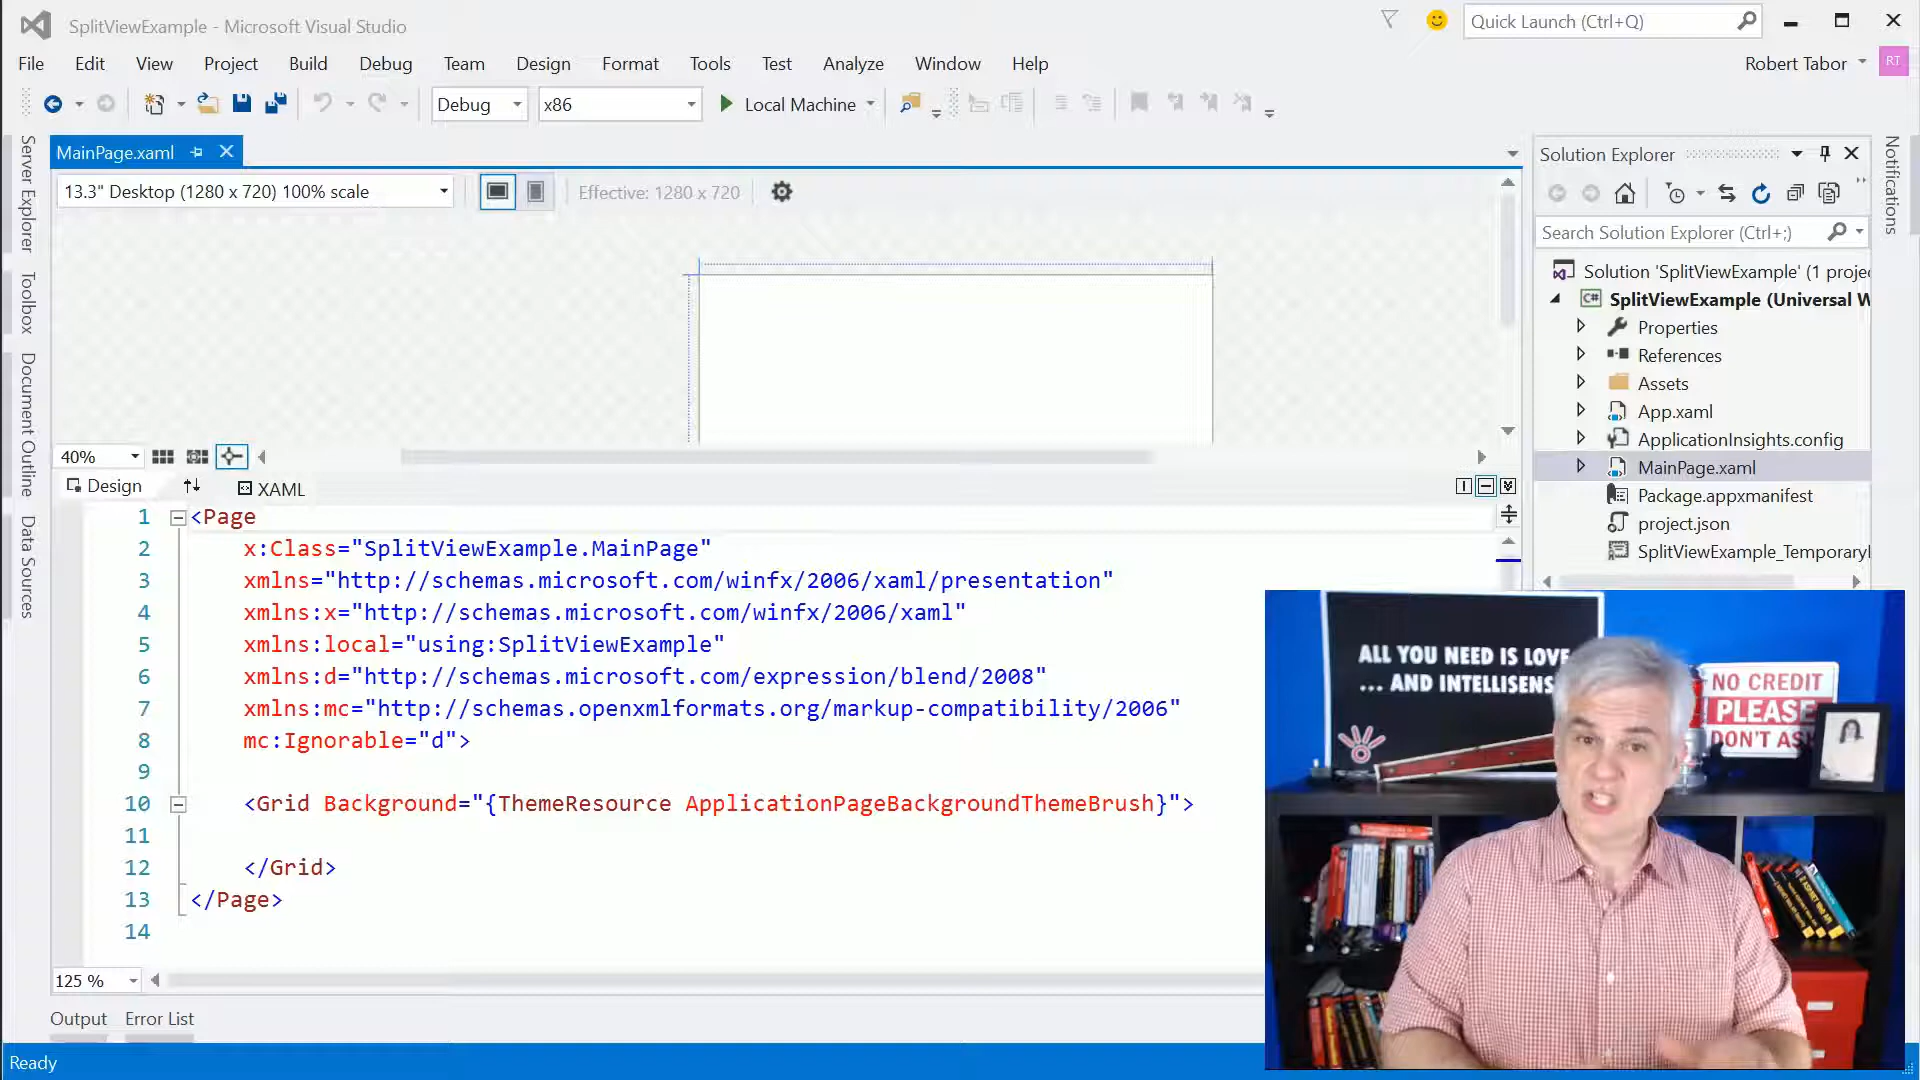 SplitViewExample - Microsoft Visual Studio
Quick Launch (Ctrl+Q)
File Edit View Project Build Debug Team Design Format Tools Test Analyze Window Help
Robert Tabor RT
Debug x86 Local Machine
Server Explorer
Toolbox
Document Outline
Data Sources
MainPage.xaml
13.3" Desktop (1280 x 720) 100% scale
Effective: 1280 x 720
40%
Design
XAML
1 <Page
2 x:Class="SplitViewExample.MainPage"
3 xmlns="http://schemas.microsoft.com/winfx/2006/xaml/presentation"
4 xmlns:x="http://schemas.microsoft.com/winfx/2006/xaml"
5 xmlns:local="using:SplitViewExample"
6 xmlns:d="http://schemas.microsoft.com/expression/blend/2008"
7 xmlns:mc="http://schemas.openxmlformats.org/markup-compatibility/2006"
8 mc:Ignorable="d">
9
10 <Grid Background="{ThemeResource ApplicationPageBackgroundThemeBrush}">
11
12 </Grid>
13 </Page>
14
125 %
Output Error List
Ready
Solution Explorer
Search Solution Explorer (Ctrl+;)
Solution 'SplitViewExample' (1 projec
C# SplitViewExample (Universal W
Properties
References
Assets
App.xaml
ApplicationInsights.config
MainPage.xaml
Package.appxmanifest
project.json
SplitViewExample_Temporary
Notifications
ALL YOU NEED IS LOVE
... AND INTELLISENS
NO CREDIT
PLEASE
DON'T AS